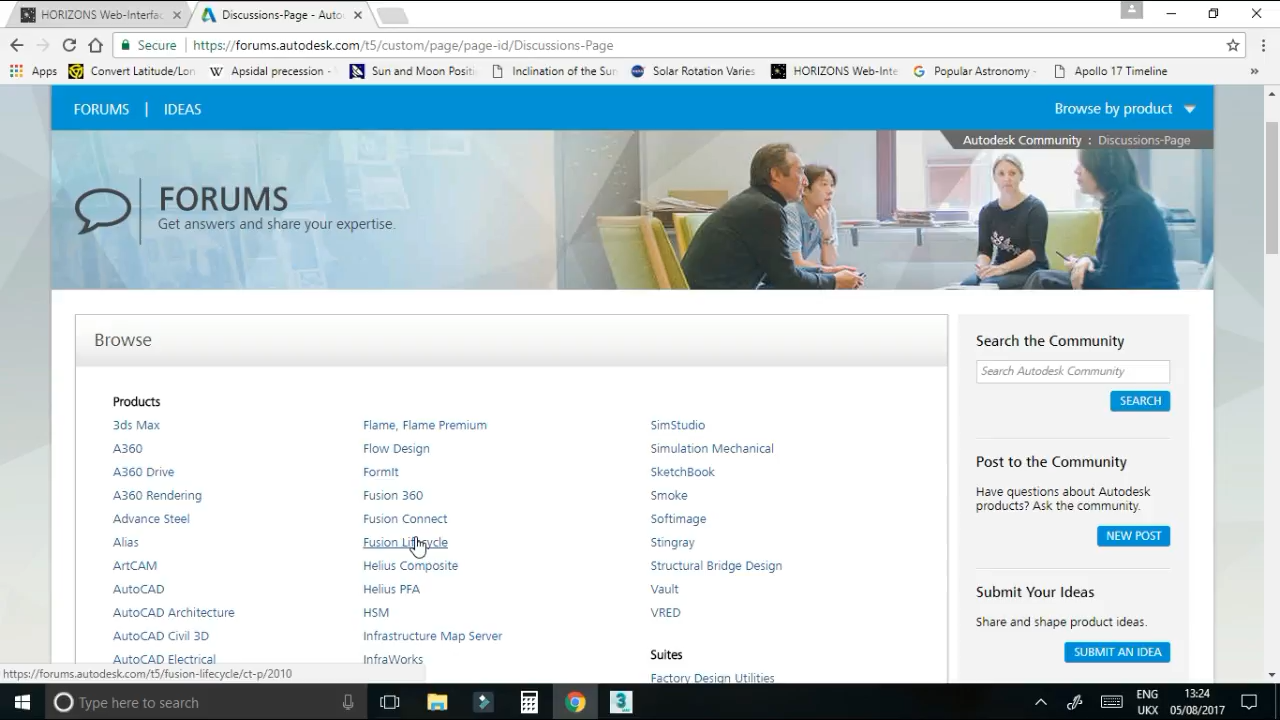 HORIZONS Web-Interfac
Discussions-Page - Auto
Secure
https://forums.autodesk.com/t5/custom/page/page-id/Discussions-Page
Apps
Convert Latitude/Lon
Apsidal precession -
Sun and Moon Positi
Inclination of the Sun
Solar Rotation Varies
HORIZONS Web-Inte
Popular Astronomy -
Apollo 17 Timeline
»
FORUMS | IDEAS
Browse by product
Autodesk Community : Discussions-Page
FORUMS
Get answers and share your expertise.
Browse
Products
3ds Max
A360
A360 Drive
A360 Rendering
Advance Steel
Alias
ArtCAM
AutoCAD
AutoCAD Architecture
AutoCAD Civil 3D
AutoCAD Electrical
Flame, Flame Premium
Flow Design
FormIt
Fusion 360
Fusion Connect
Fusion Lifecycle
Helius Composite
Helius PFA
HSM
Infrastructure Map Server
InfraWorks
SimStudio
Simulation Mechanical
SketchBook
Smoke
Softimage
Stingray
Structural Bridge Design
Vault
VRED
Suites
Factory Design Utilities
Search the Community
Search Autodesk Community
SEARCH
Post to the Community
Have questions about Autodesk
products? Ask the community.
NEW POST
Submit Your Ideas
Share and shape product ideas.
SUBMIT AN IDEA
https://forums.autodesk.com/t5/fusion-lifecycle/ct-p/2010
Type here to search
3
ENG
UKX
13:24
05/08/2017